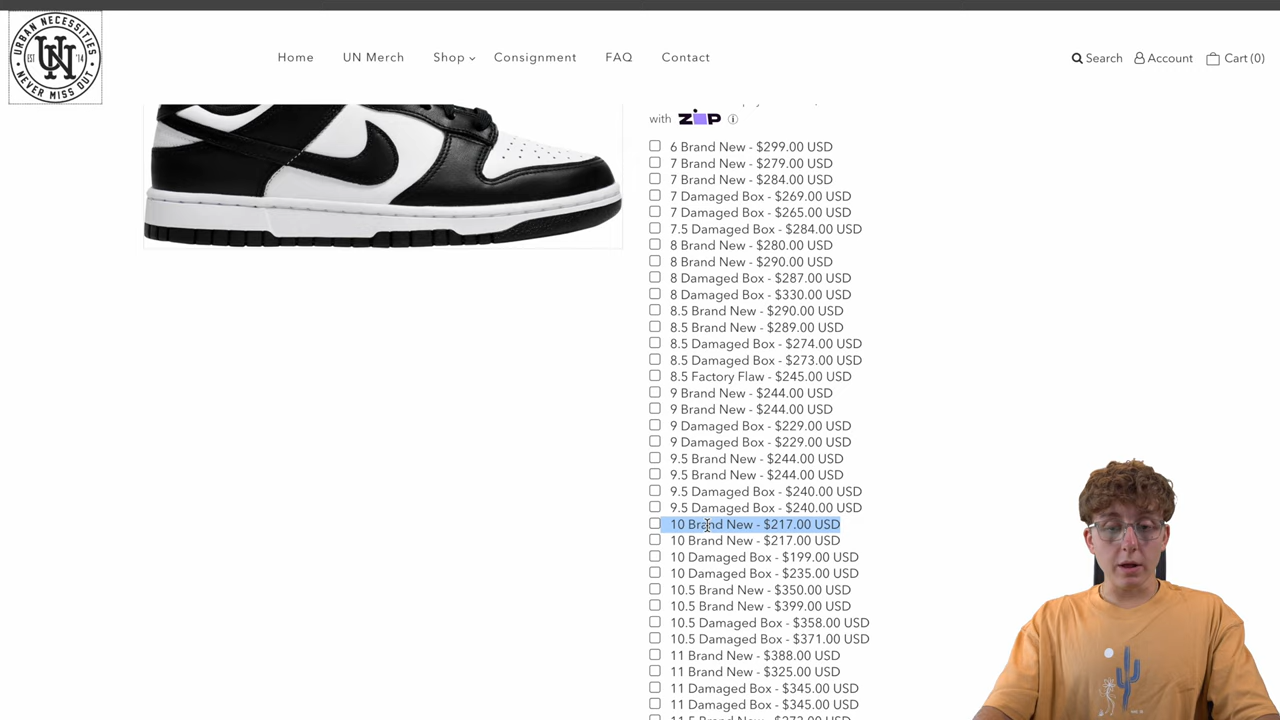 URBAN NECESSITIES
EST UN '14
NEVER MISS OUT
Home UN Merch Shop Consignment FAQ Contact
Search Account Cart (0)
with ZIP
6 Brand New - $299.00 USD
7 Brand New - $279.00 USD
7 Brand New - $284.00 USD
7 Damaged Box - $269.00 USD
7 Damaged Box - $265.00 USD
7.5 Damaged Box - $284.00 USD
8 Brand New - $280.00 USD
8 Brand New - $290.00 USD
8 Damaged Box - $287.00 USD
8 Damaged Box - $330.00 USD
8.5 Brand New - $290.00 USD
8.5 Brand New - $289.00 USD
8.5 Damaged Box - $274.00 USD
8.5 Damaged Box - $273.00 USD
8.5 Factory Flaw - $245.00 USD
9 Brand New - $244.00 USD
9 Brand New - $244.00 USD
9 Damaged Box - $229.00 USD
9 Damaged Box - $229.00 USD
9.5 Brand New - $244.00 USD
9.5 Brand New - $244.00 USD
9.5 Damaged Box - $240.00 USD
9.5 Damaged Box - $240.00 USD
10 Brand New - $217.00 USD
10 Brand New - $217.00 USD
10 Damaged Box - $199.00 USD
10 Damaged Box - $235.00 USD
10.5 Brand New - $350.00 USD
10.5 Brand New - $399.00 USD
10.5 Damaged Box - $358.00 USD
10.5 Damaged Box - $371.00 USD
11 Brand New - $388.00 USD
11 Brand New - $325.00 USD
11 Damaged Box - $345.00 USD
11 Damaged Box - $345.00 USD